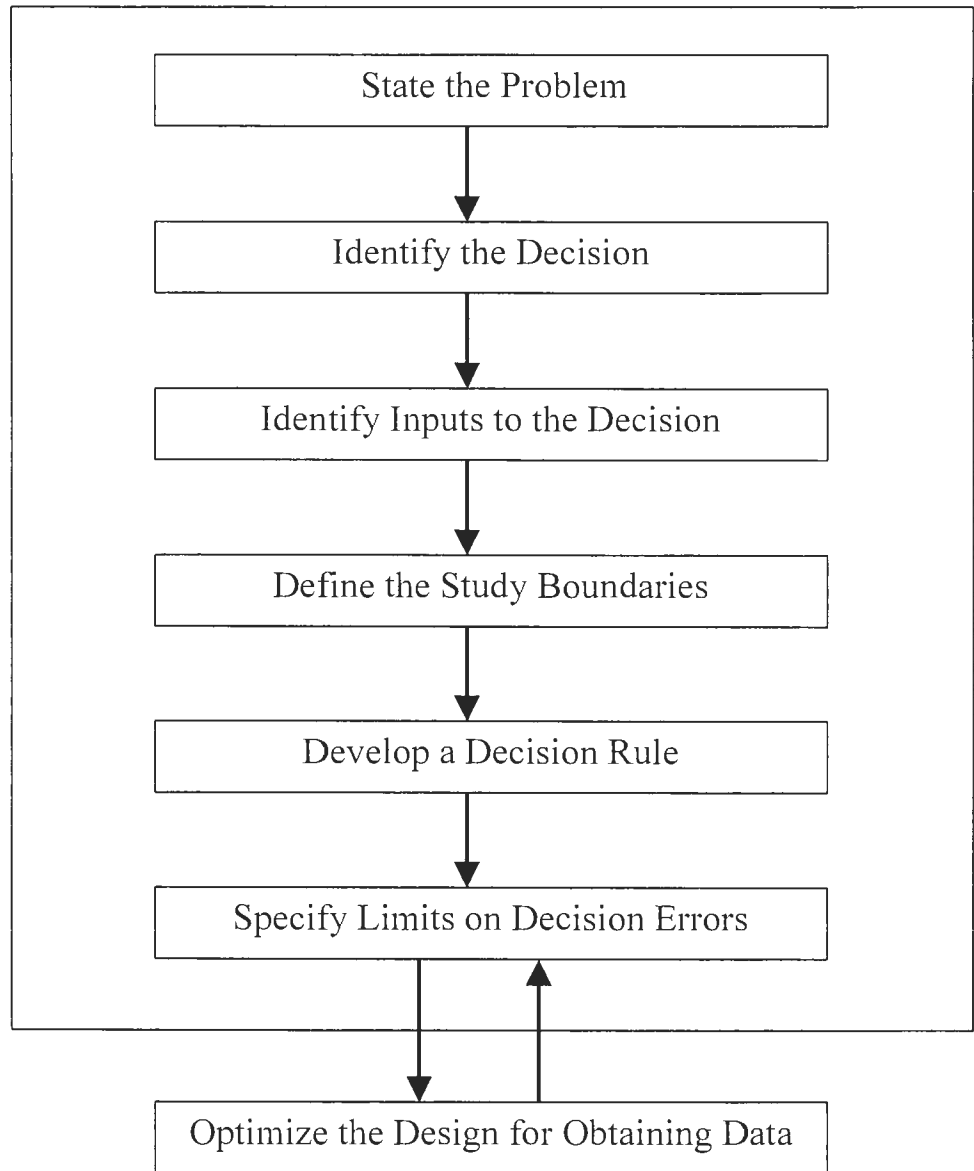 State the Problem
Identify the Decision
Identify Inputs to the Decision
Define the Study Boundaries
Develop a Decision Rule
Specify Limits on Decision Errors
Optimize the Design for Obtaining Data